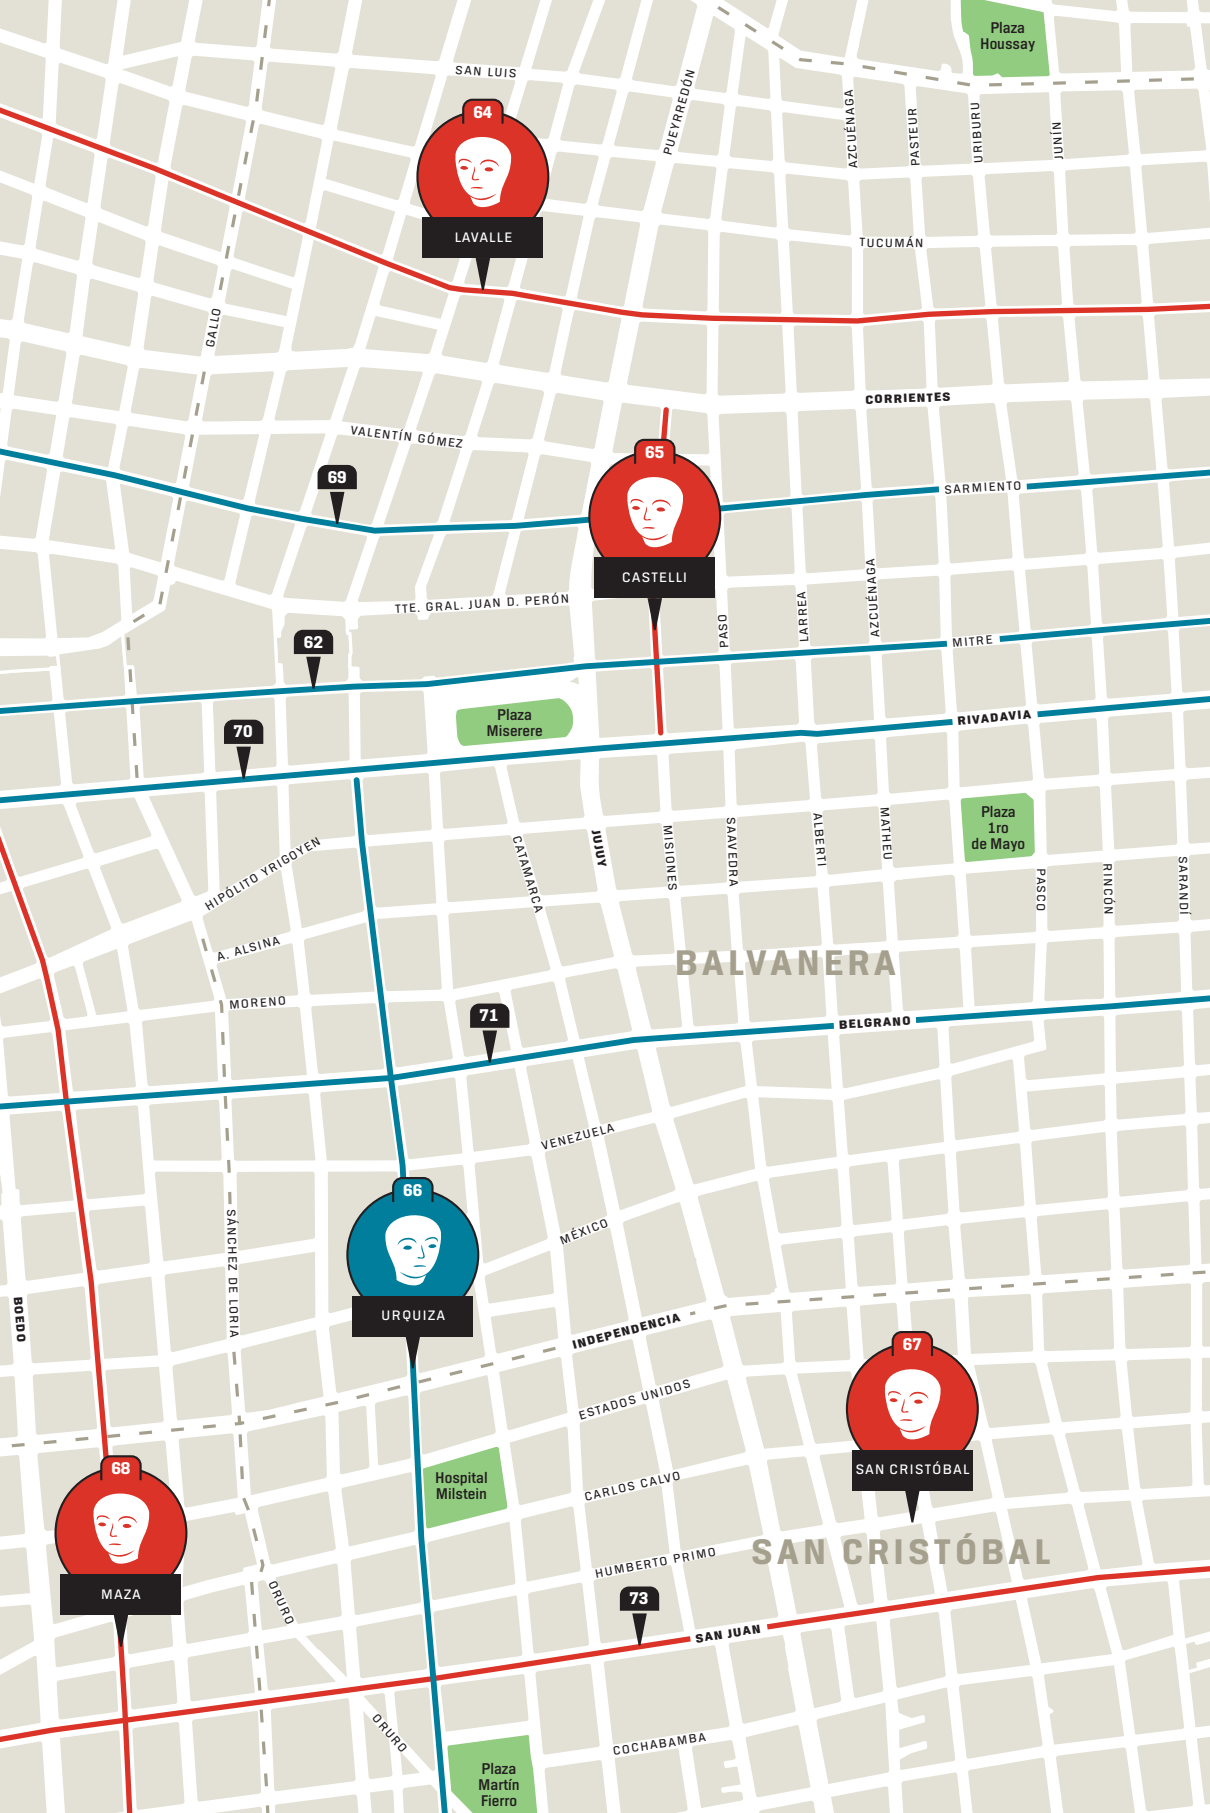 Plaza
Houssay
SAN LUIS
PUEYRREDÓN
AZCUÉNAGA
PASTEUR
URIBURU
JUNÍN
64
LAVALLE
TUCUMÁN
GALLO
CORRIENTES
VALENTÍN GÓMEZ
65
CASTELLI
69
SARMIENTO
TTE. GRAL. JUAN D. PERÓN
PASO
LARREA
AZCUÉNAGA
62
MITRE
Plaza
Miserere
RIVADAVIA
70
HIPÓLITO YRIGOYEN
CATAMARCA
JUJUY
MISIONES
SAAVEDRA
ALBERTI
MATHEU
Plaza
1ro
de Mayo
PASCO
RINCÓN
SARANDÍ
A. ALSINA
BALVANERA
MORENO
71
BELGRANO
VENEZUELA
66
URQUIZA
MÉXICO
SÁNCHEZ DE LORIA
BOEDO
INDEPENDENCIA
67
SAN CRISTÓBAL
ESTADOS UNIDOS
68
MAZA
Hospital
Milstein
CARLOS CALVO
SAN CRISTÓBAL
HUMBERTO PRIMO
ORURO
73
SAN JUAN
ORURO
COCHABAMBA
Plaza
Martín
Fierro